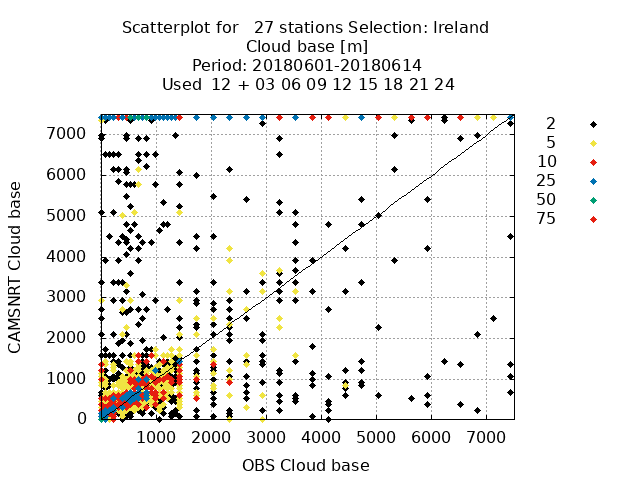 Scatterplot for   27 stations Selection: Ireland
Cloud base [m]
Period: 20180601-20180614
Used  12 + 03 06 09 12 15 18 21 24
2
5
10
25
50
75
7000
6000
5000
4000
3000
2000
1000
0
CAMSNRT Cloud base
1000 2000 3000 4000 5000 6000 7000
OBS Cloud base